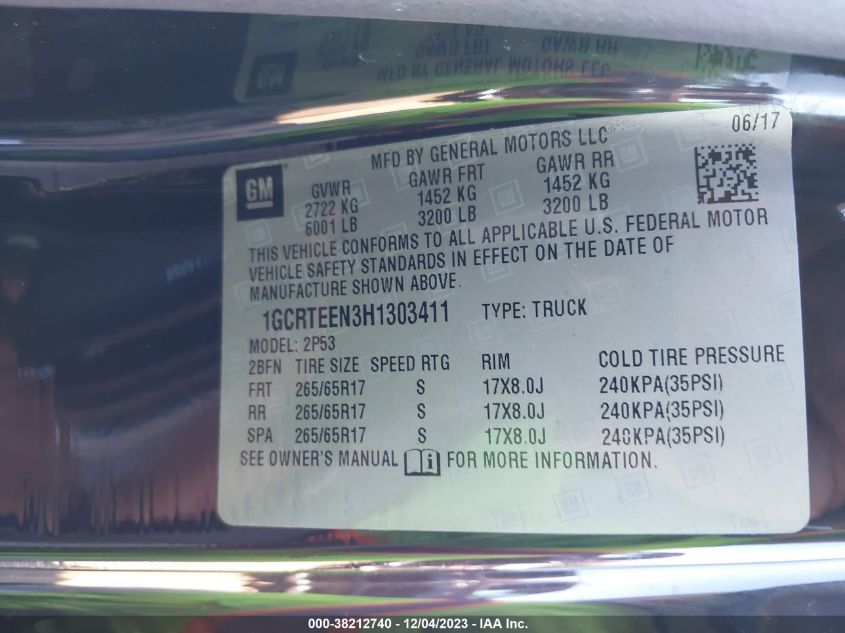 06/17
MFD BY GENERAL MOTORS LLC
GM
GVWR GAWR FRT GAWR RR
2722 KG 1452 KG 1452 KG
6001 LB 3200 LB 3200 LB
THIS VEHICLE CONFORMS TO ALL APPLICABLE U.S. FEDERAL MOTOR
VEHICLE SAFETY STANDARDS IN EFFECT ON THE DATE OF
MANUFACTURE SHOWN ABOVE.
1GCRTEEN3H1303411 TYPE: TRUCK
MODEL: 2P53
2BFN TIRE SIZE SPEED RTG RIM COLD TIRE PRESSURE
FRT 265/65R17 S 17X8.0J 240KPA(35PSI)
RR 265/65R17 S 17X8.0J 240KPA(35PSI)
SPA 265/65R17 S 17X8.0J 240KPA(35PSI)
SEE OWNER'S MANUAL i FOR MORE INFORMATION.
000-38212740 - 12/04/2023 - IAA Inc.